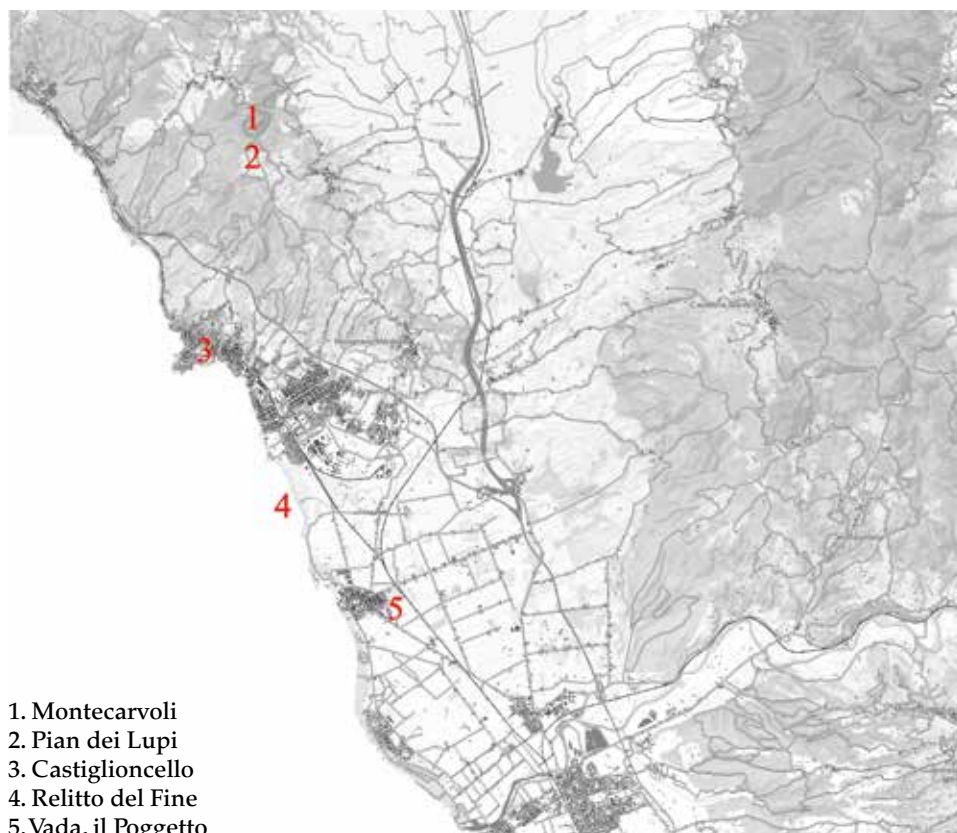 1
2
3
4
5
1. Montecarvoli
2. Pian dei Lupi
3. Castiglioncello
4. Relitto del Fine
5. Vada, il Poggetto